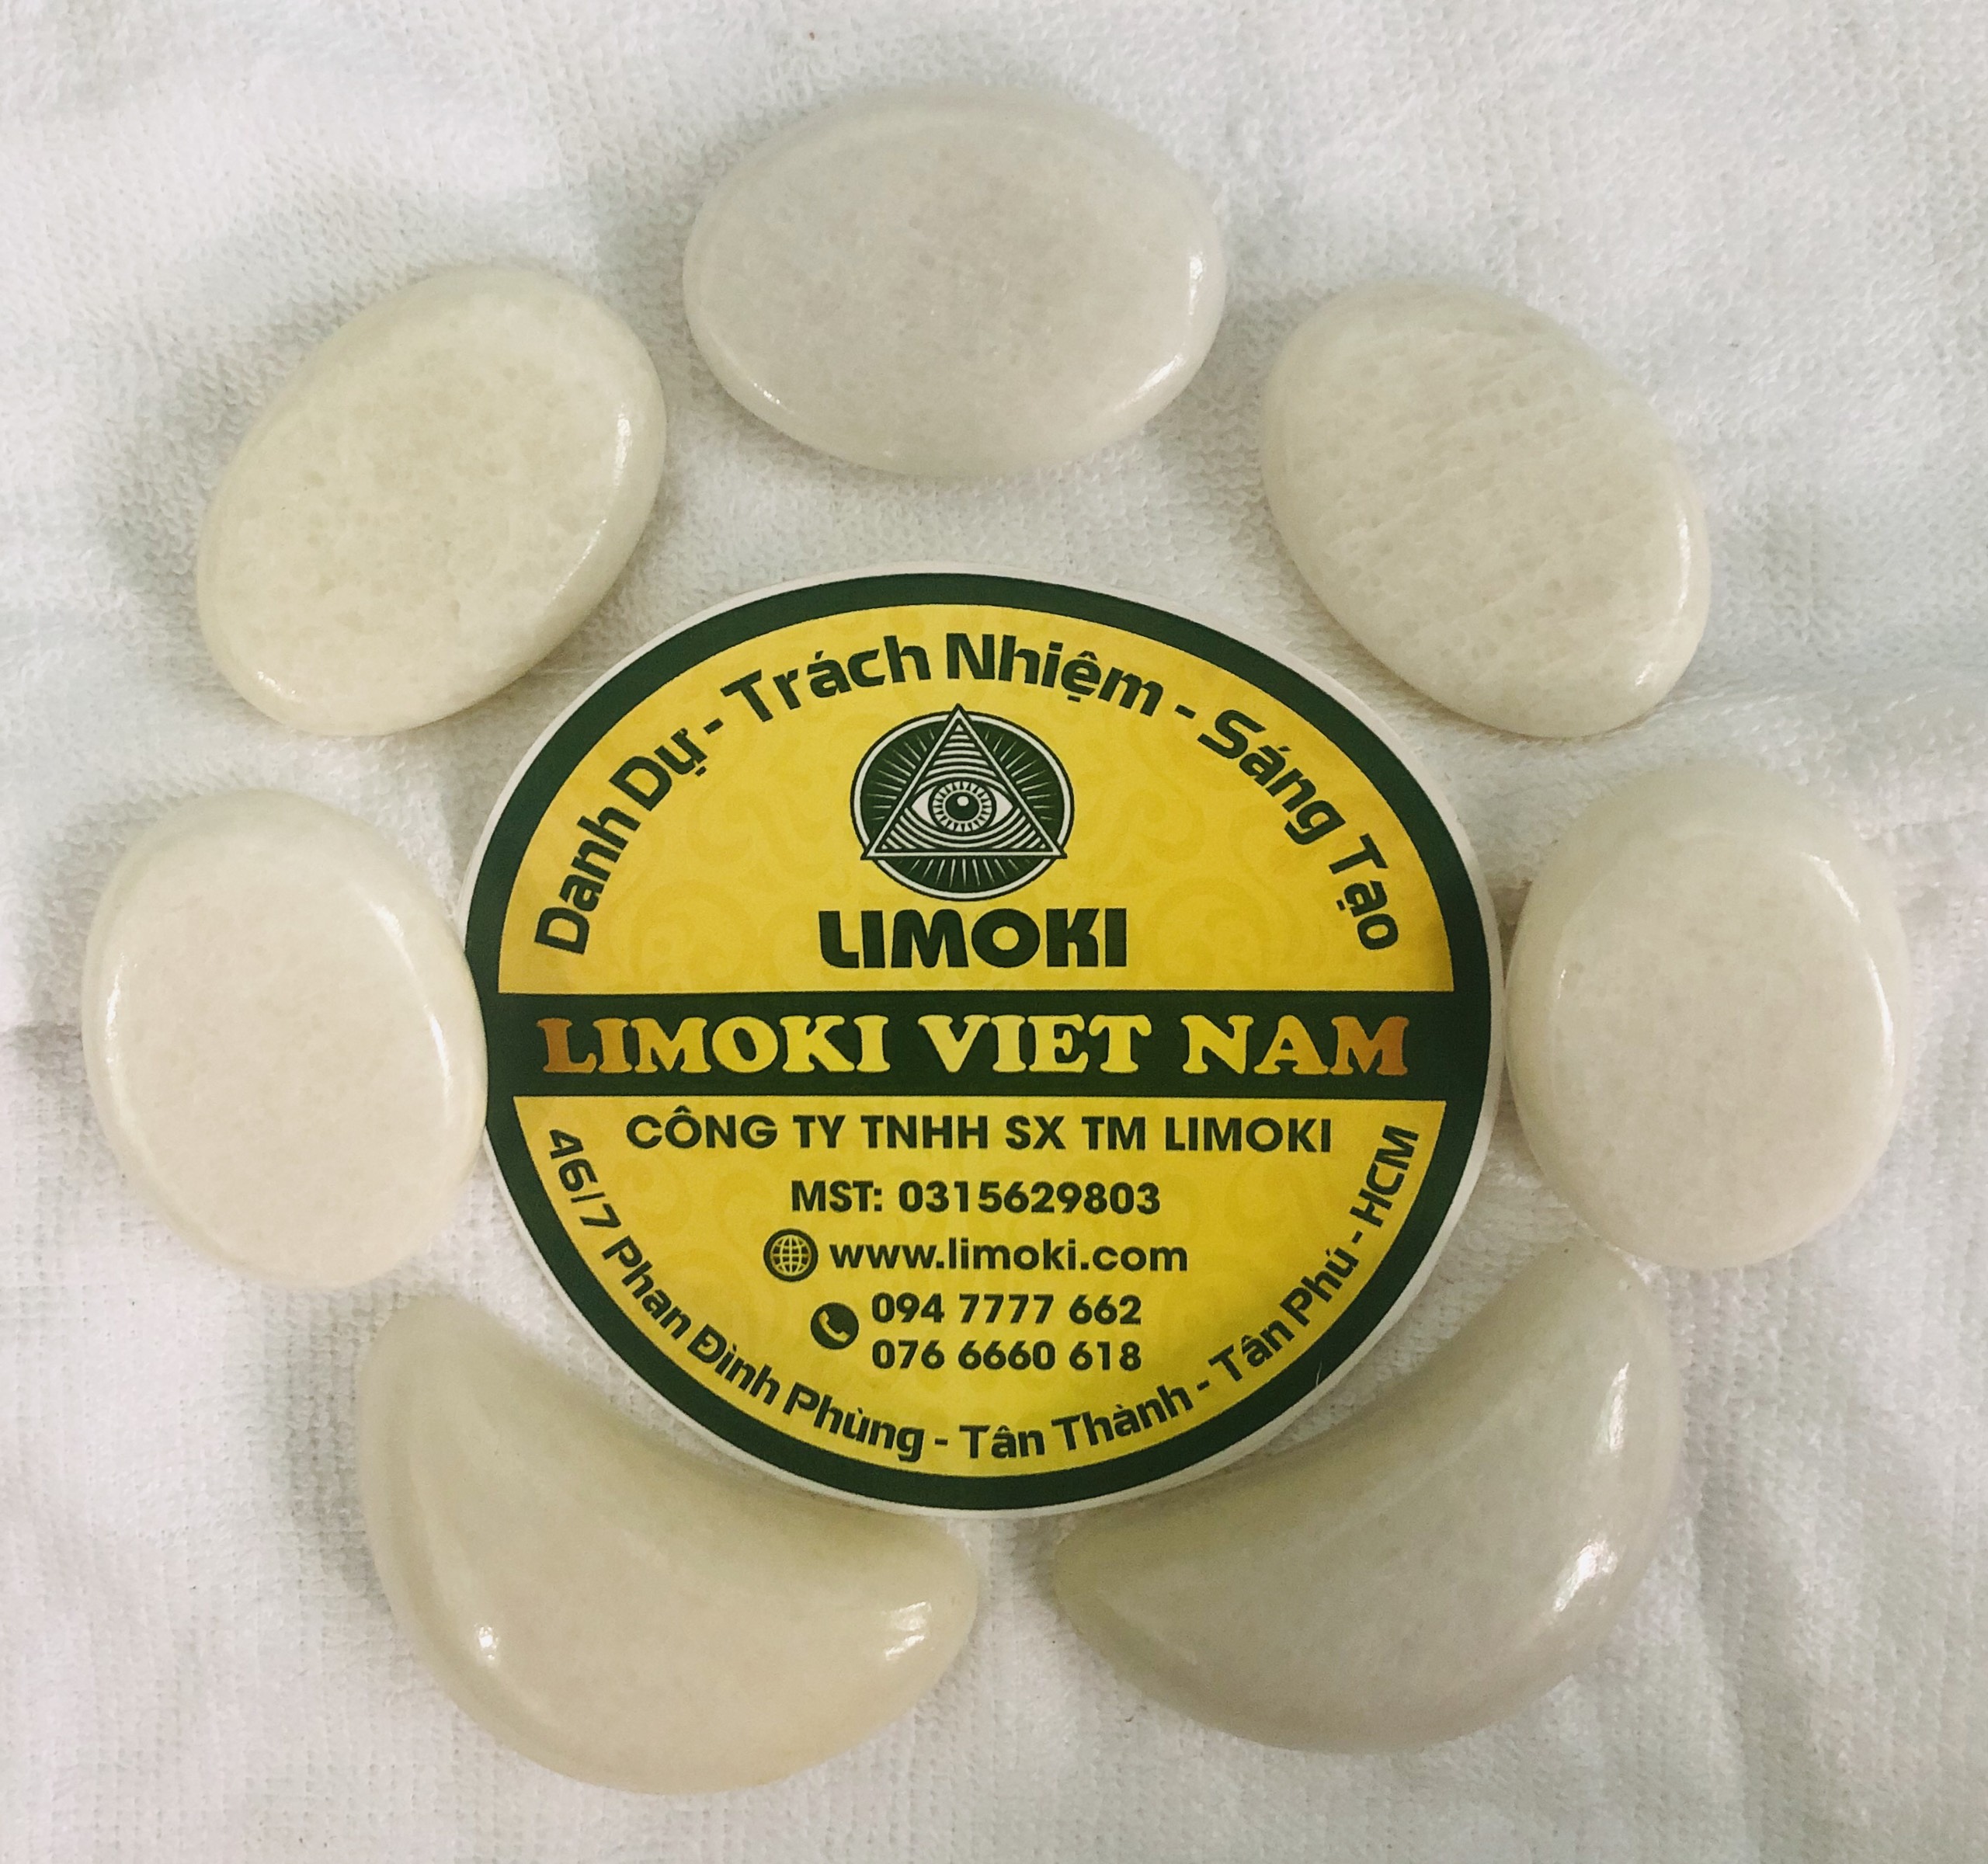 Danh Dự - Trách Nhiệm - Sáng Tạo
LIMOKI
LIMOKI VIET NAM
CÔNG TY TNHH SX TM LIMOKI
MST: 0315629803
www.limoki.com
094 7777 662
076 6660 618
46/7 Phan Đình Phùng - Tân Thành - Tân Phú - HCM